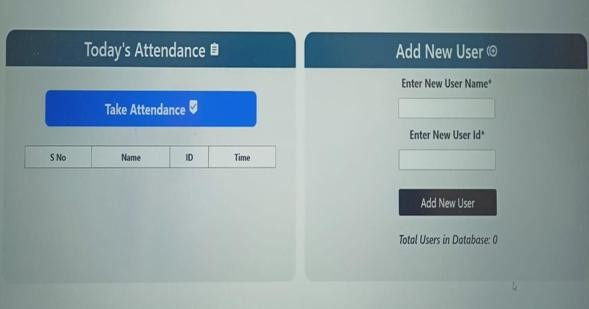 Today's Attendance
Take Attendance
S No Name ID Time
Add New User
Enter New User Name*
Enter New User Id*
Add New User
Total Users in Database: 0